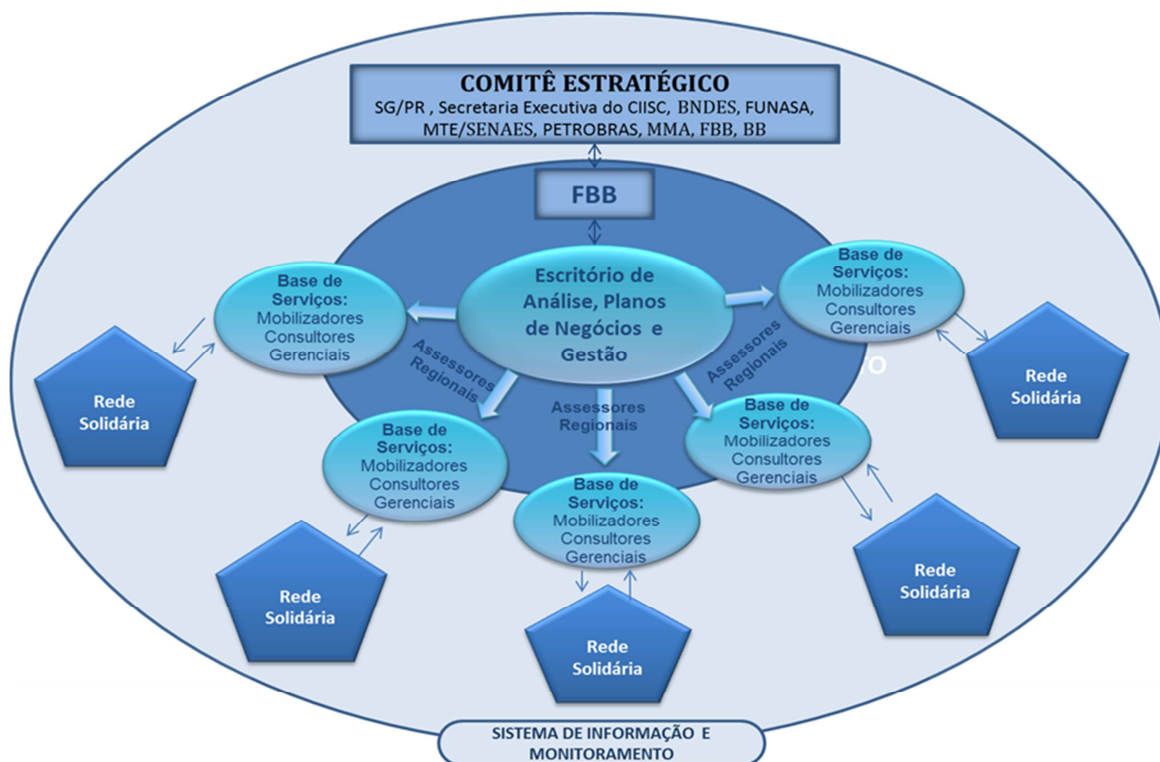 COMITÊ ESTRATÉGICO
SG/PR , Secretaria Executiva do CIISC, BNDES, FUNASA,
MTE/SENAES, PETROBRAS, MMA, FBB, BB
FBB
Escritório de
Análise, Planos
de Negócios e
Gestão
Base de
Serviços:
Mobilizadores
Consultores
Gerenciais
Base de
Serviços:
Mobilizadores
Consultores
Gerenciais
Rede
Solidária
Rede
Solidária
Assessores
Regionais
Assessores
Regionais
Assessores
Regionais
TO
Base de
Serviços:
Mobilizadores
Consultores
Gerenciais
Base de
Serviços:
Mobilizadores
Consultores
Gerenciais
Base de
Serviços:
Mobilizadores
Consultores
Gerenciais
Rede
Solidária
Rede
Solidária
Rede
Solidária
SISTEMA DE INFORMAÇÃO E
MONITORAMENTO